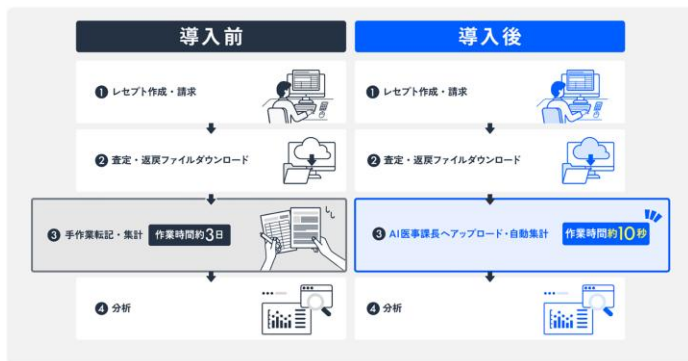 導入前
❶ レセプト作成・請求
❷ 査定・返戻ファイルダウンロード
❸ 手作業転記・集計 作業時間約3日
❹ 分析
導入後
❶ レセプト作成・請求
❷ 査定・返戻ファイルダウンロード
❸ AI医事課長へアップロード・自動集計 作業時間約10秒
❹ 分析